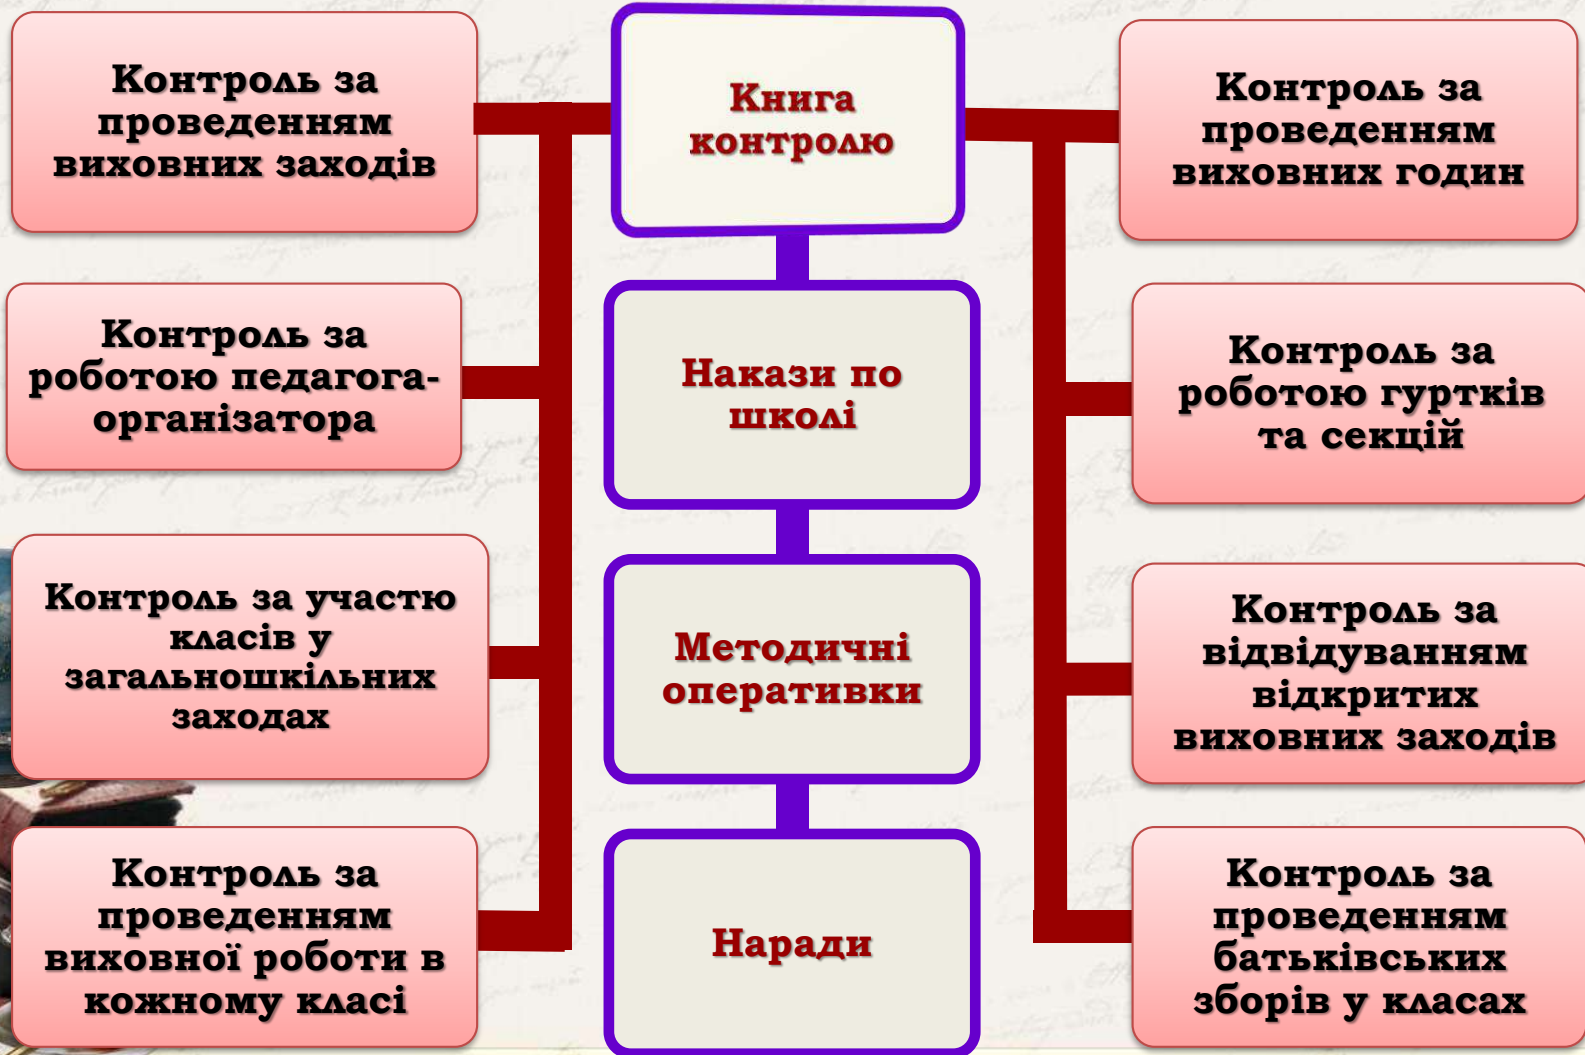 Контроль за
проведенням
виховних заходів
Книга
контролю
Контроль за
проведенням
виховних годин
Контроль за
роботою педагога-
організатора
Накази по
школі
Контроль за
роботою гуртків
та секцій
Контроль за участю
класів у
загальношкільних
заходах
Методичні
оперативки
Контроль за
відвідуванням
відкритих
виховних заходів
Контроль за
проведенням
виховної роботи в
кожному класі
Наради
Контроль за
проведенням
батьківських
зборів у класах